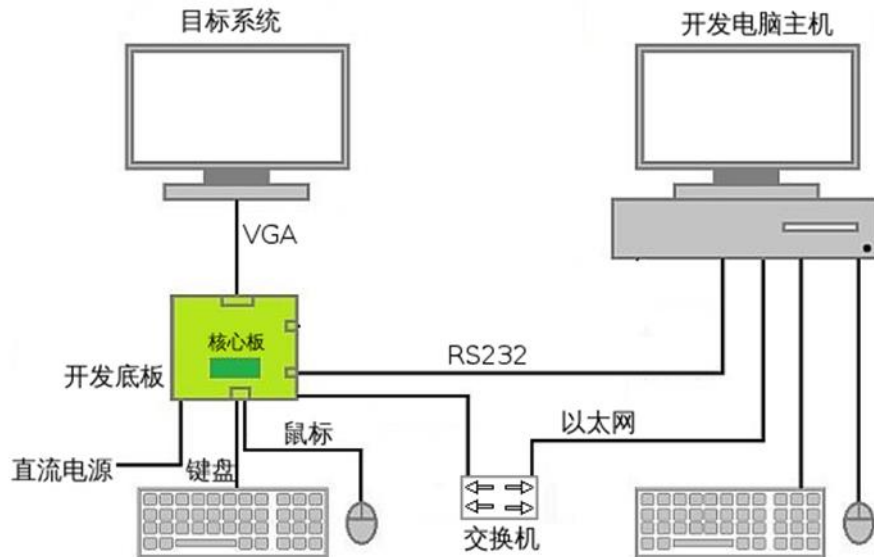 目标系统
开发电脑主机
VGA
核心板
RS232
开发底板
鼠标
以太网
直流电源
键盘
交换机